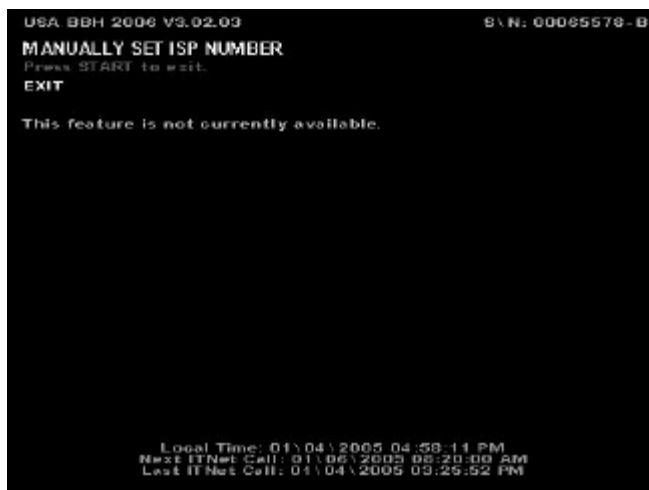 USA BBH 2006 V3.02.03
S\N: 00065578-B
MANUALLY SET ISP NUMBER
Press START to exit.
EXIT
This feature is not currently available.
Local Time: 01\04\2005 04:58:11 PM
Next ITNet Call: 01\06\2005 08:20:00 AM
Last ITNet Call: 01\04\2005 03:25:52 PM